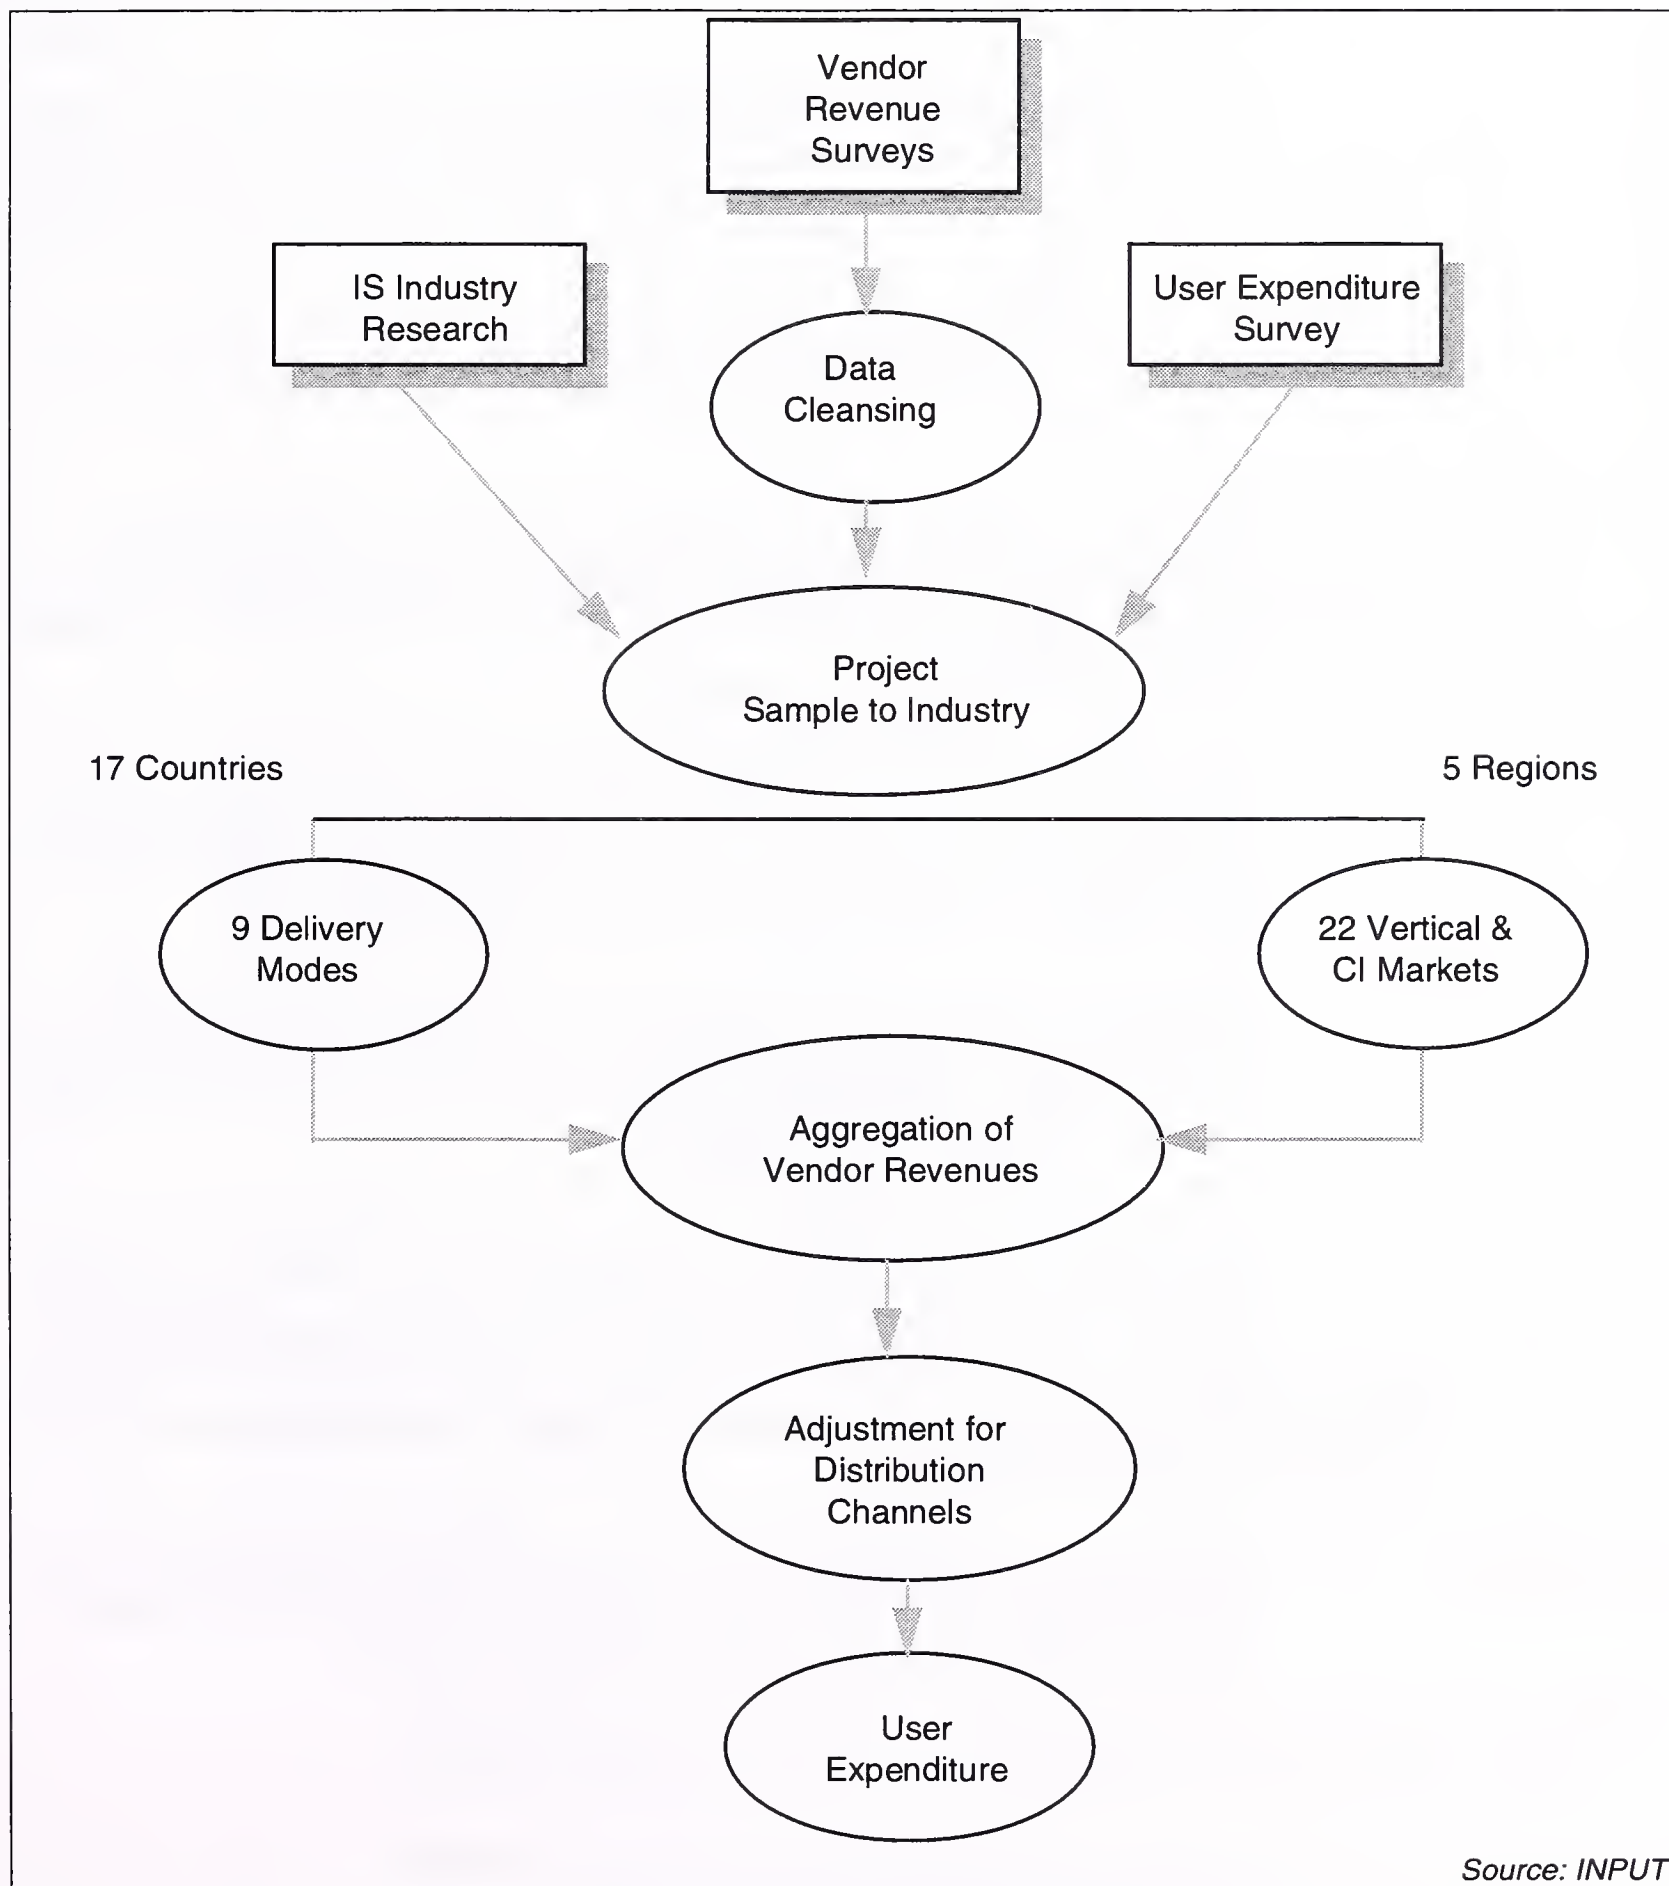 Vendor
Revenue
Surveys
IS Industry
Research
User Expenditure
Survey
Data
Cleansing
Project
Sample to Industry
17 Countries
5 Regions
9 Delivery
Modes
22 Vertical &
CI Markets
Aggregation of
Vendor Revenues
Adjustment for
Distribution
Channels
User
Expenditure
Source: INPUT